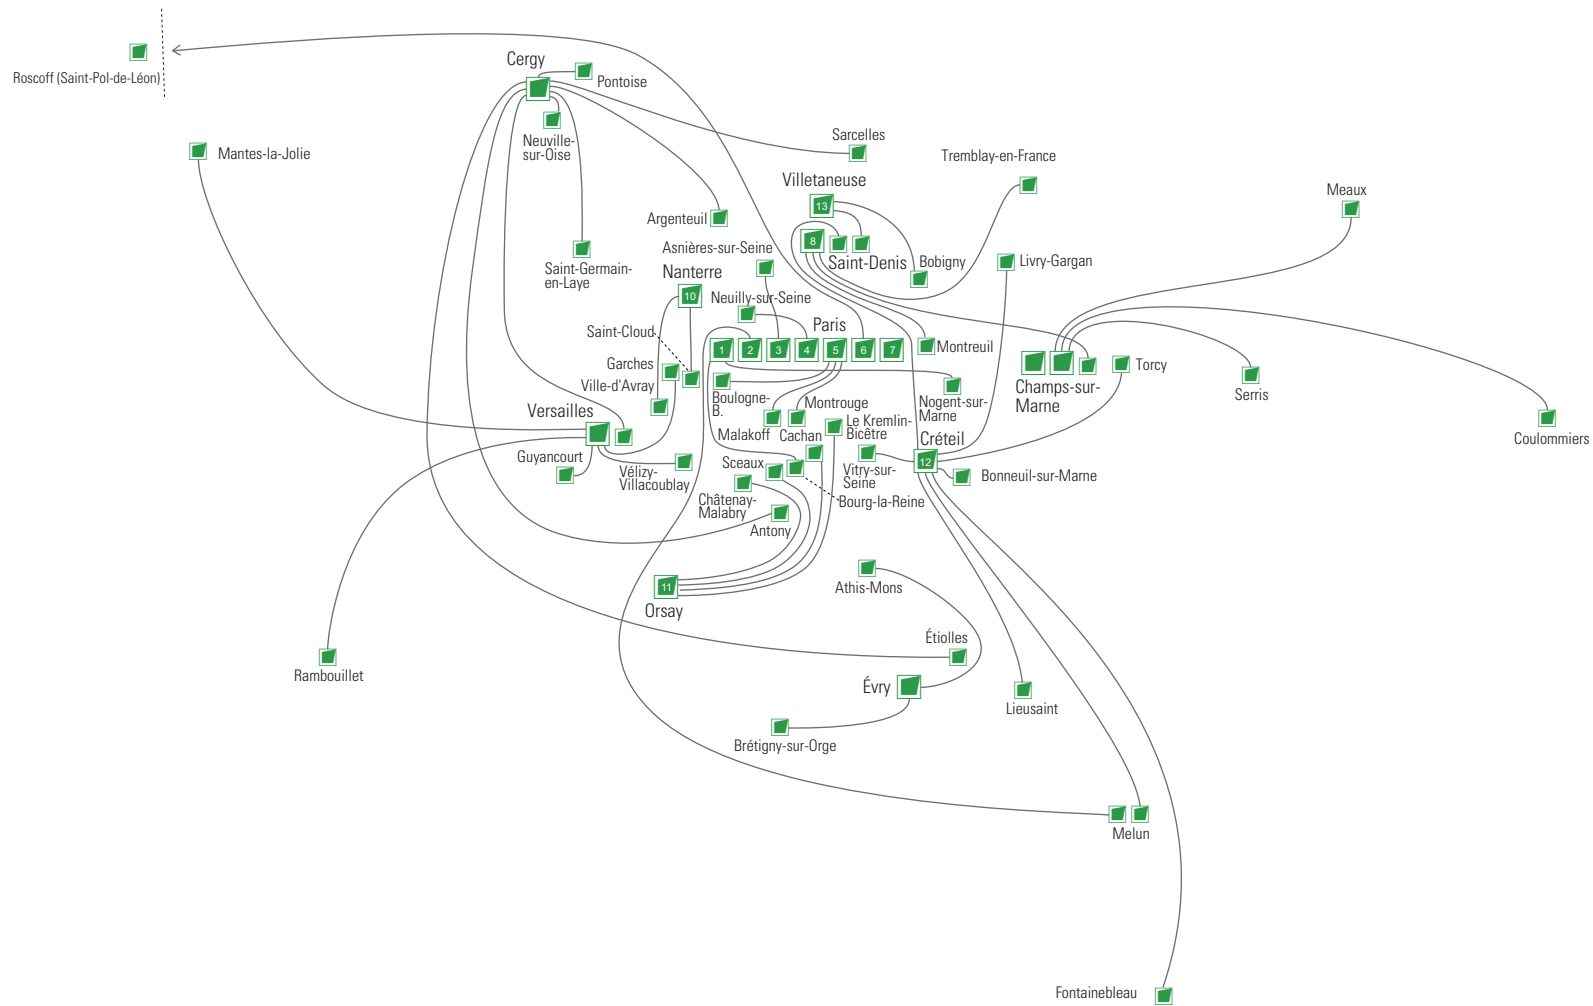 Roscoff (Saint-Pol-de-Léon)
Cergy
Pontoise
Neuville-
sur-Oise
Mantes-la-Jolie
Sarcelles
Tremblay-en-France
Villetaneuse
13
Meaux
Argenteuil
8
Saint-Denis
Asnières-sur-Seine
Bobigny
Livry-Gargan
Saint-Germain-
en-Laye
Nanterre
10
Neuilly-sur-Seine
Saint-Cloud
Paris
1
2
3
4
5
6
7
Montreuil
Garches
Ville-d'Avray
Torcy
Champs-sur-
Marne
Serris
Boulogne-
B.
Montrouge
Nogent-sur-
Marne
Versailles
Malakoff
Cachan
Le Kremlin-
Bicêtre
Créteil
12
Coulommiers
Guyancourt
Vélizy-
Villacoublay
Sceaux
Vitry-sur-
Seine
Bonneuil-sur-Marne
Châtenay-
Malabry
Bourg-la-Reine
Antony
11
Orsay
Athis-Mons
Étiolles
Rambouillet
Évry
Lieusaint
Brétigny-sur-Orge
Melun
Fontainebleau